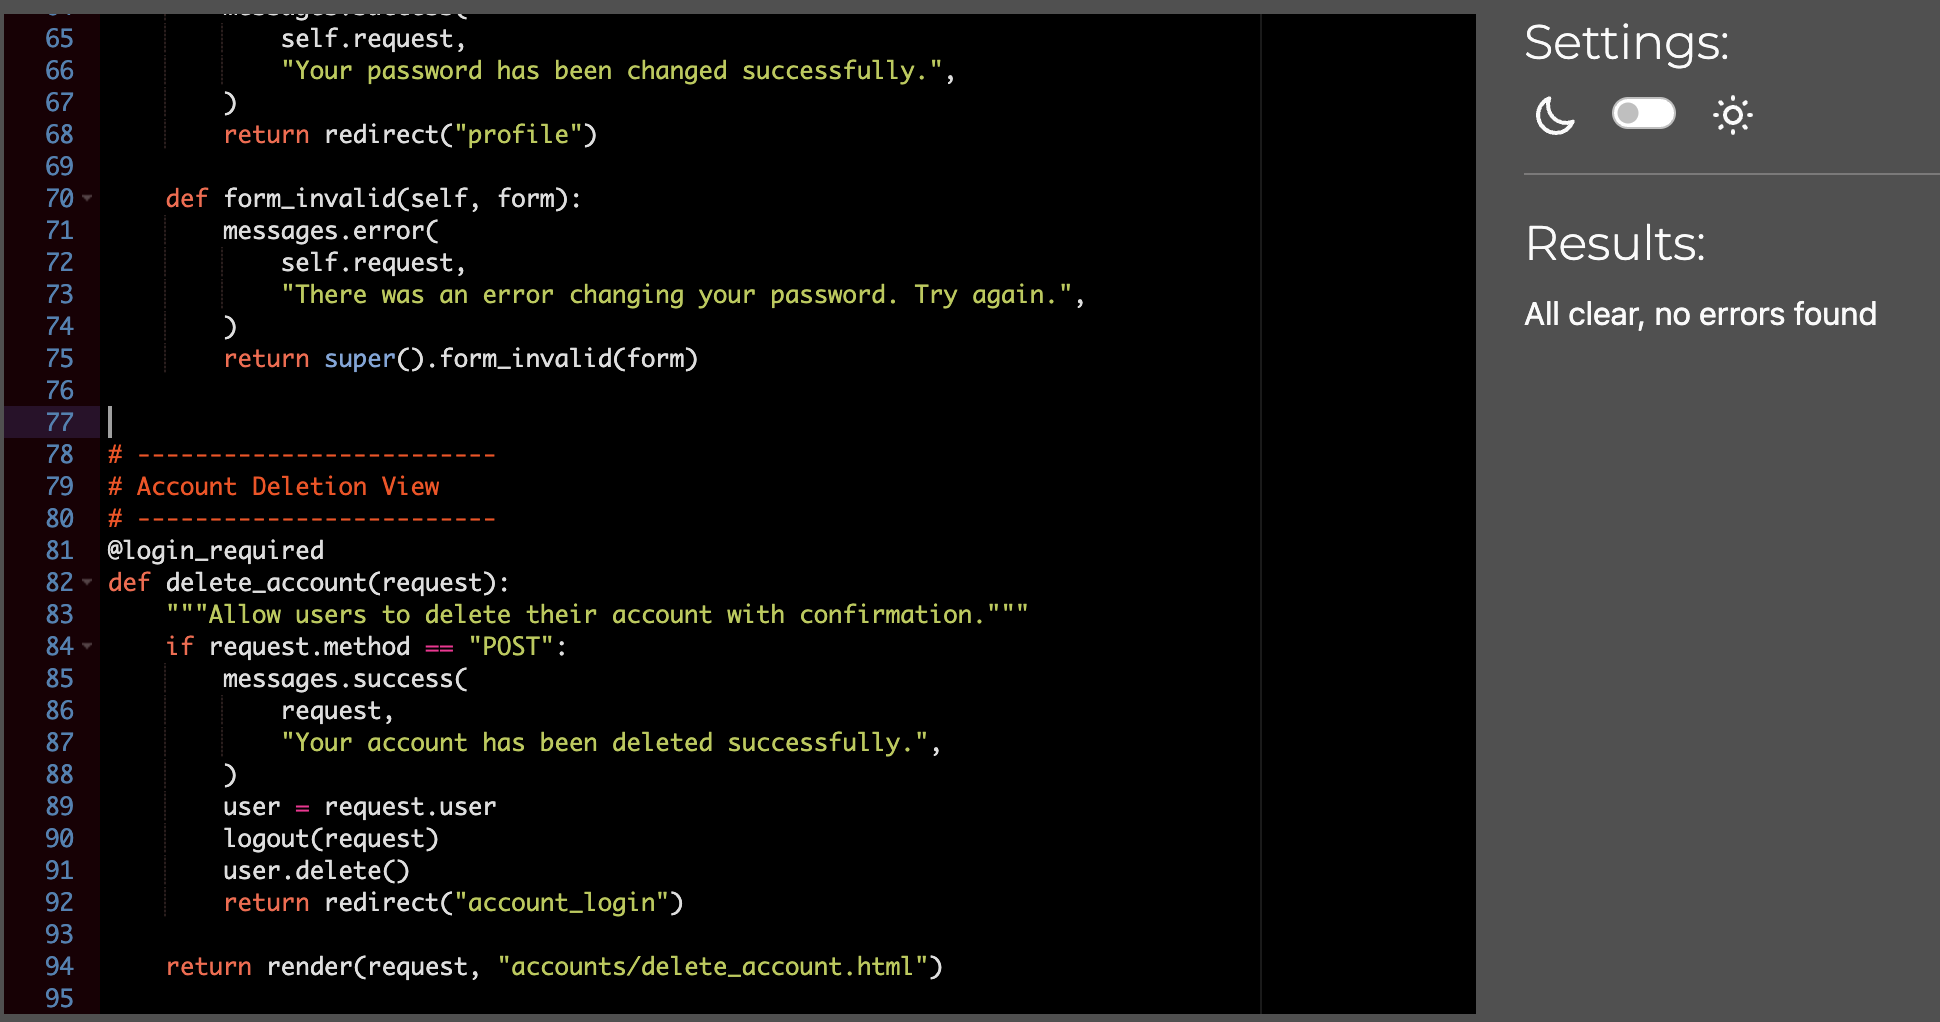 messages.success(
65 self.request,
66 "Your password has been changed successfully.",
67 )
68 return redirect("profile")
69
70 def form_invalid(self, form):
71 messages.error(
72 self.request,
73 "There was an error changing your password. Try again.",
74 )
75 return super().form_invalid(form)
76
77
78 # -------------------------
79 # Account Deletion View
80 # -------------------------
81 @login_required
82 def delete_account(request):
83 """Allow users to delete their account with confirmation."""
84 if request.method == "POST":
85 messages.success(
86 request,
87 "Your account has been deleted successfully.",
88 )
89 user = request.user
90 logout(request)
91 user.delete()
92 return redirect("account_login")
93
94 return render(request, "accounts/delete_account.html")
95
Settings:
Results:
All clear, no errors found